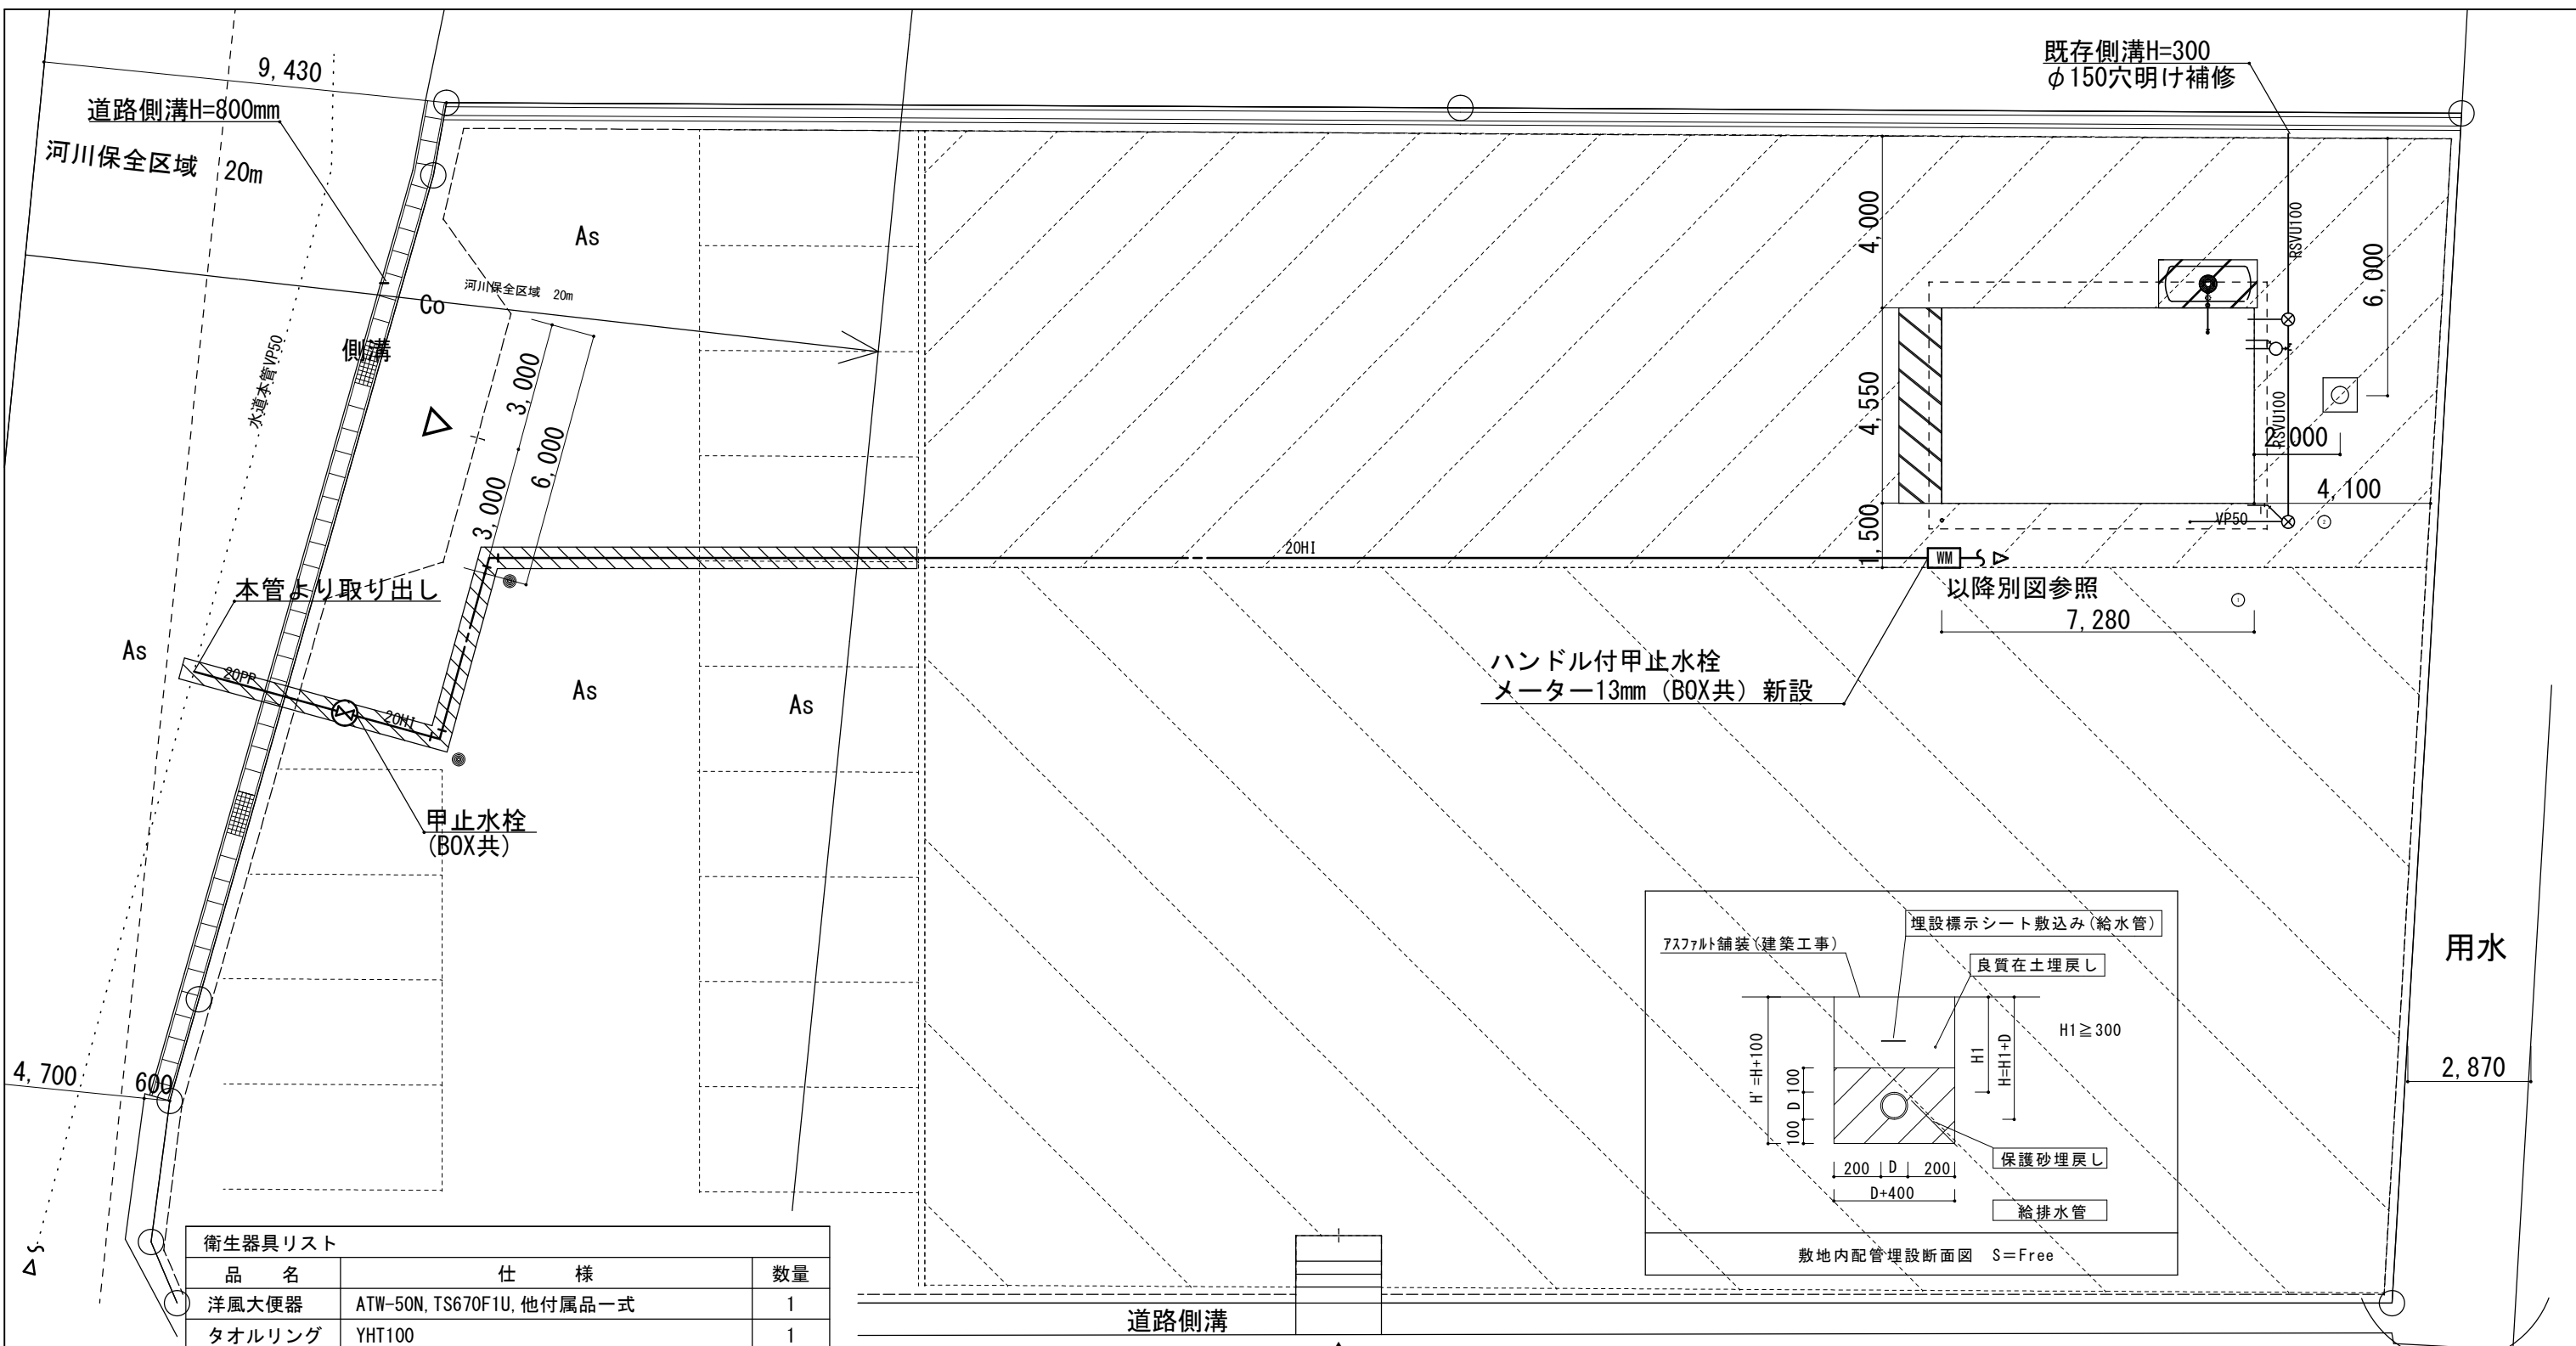 9,430
道路側溝H=800mm
河川保全区域　20m
既存側溝H=300
φ150穴明け補修
As
河川保全区域　20m
Co
側溝
水道本管VP50
3,000
6,000
3,000
4,000
RSVU100
6,000
4,550
RSVU100
2,000
4,100
1,500
VP50
2
20HI
WM
以降別図参照
1
7,280
本管より取り出し
As
20PP
20HI
As
As
ハンドル付甲止水栓
メーター13mm（BOX共）新設
甲止水栓
(BOX共)
埋設標示シート敷込み(給水管)
ｱｽﾌｧﾙﾄ舗装(建築工事)
良質在土埋戻し
用水
H1≧300
H'=H+100
100
D
100
H1
H=H1+D
2,870
保護砂埋戻し
200
D
200
D+400
給排水管
敷地内配管埋設断面図　S=Free
4,700
600
衛生器具リスト
品　名
仕　様
数量
洋風大便器
ATW-50N,TS670F1U,他付属品一式
1
タオルリング
YHT100
1
道路側溝